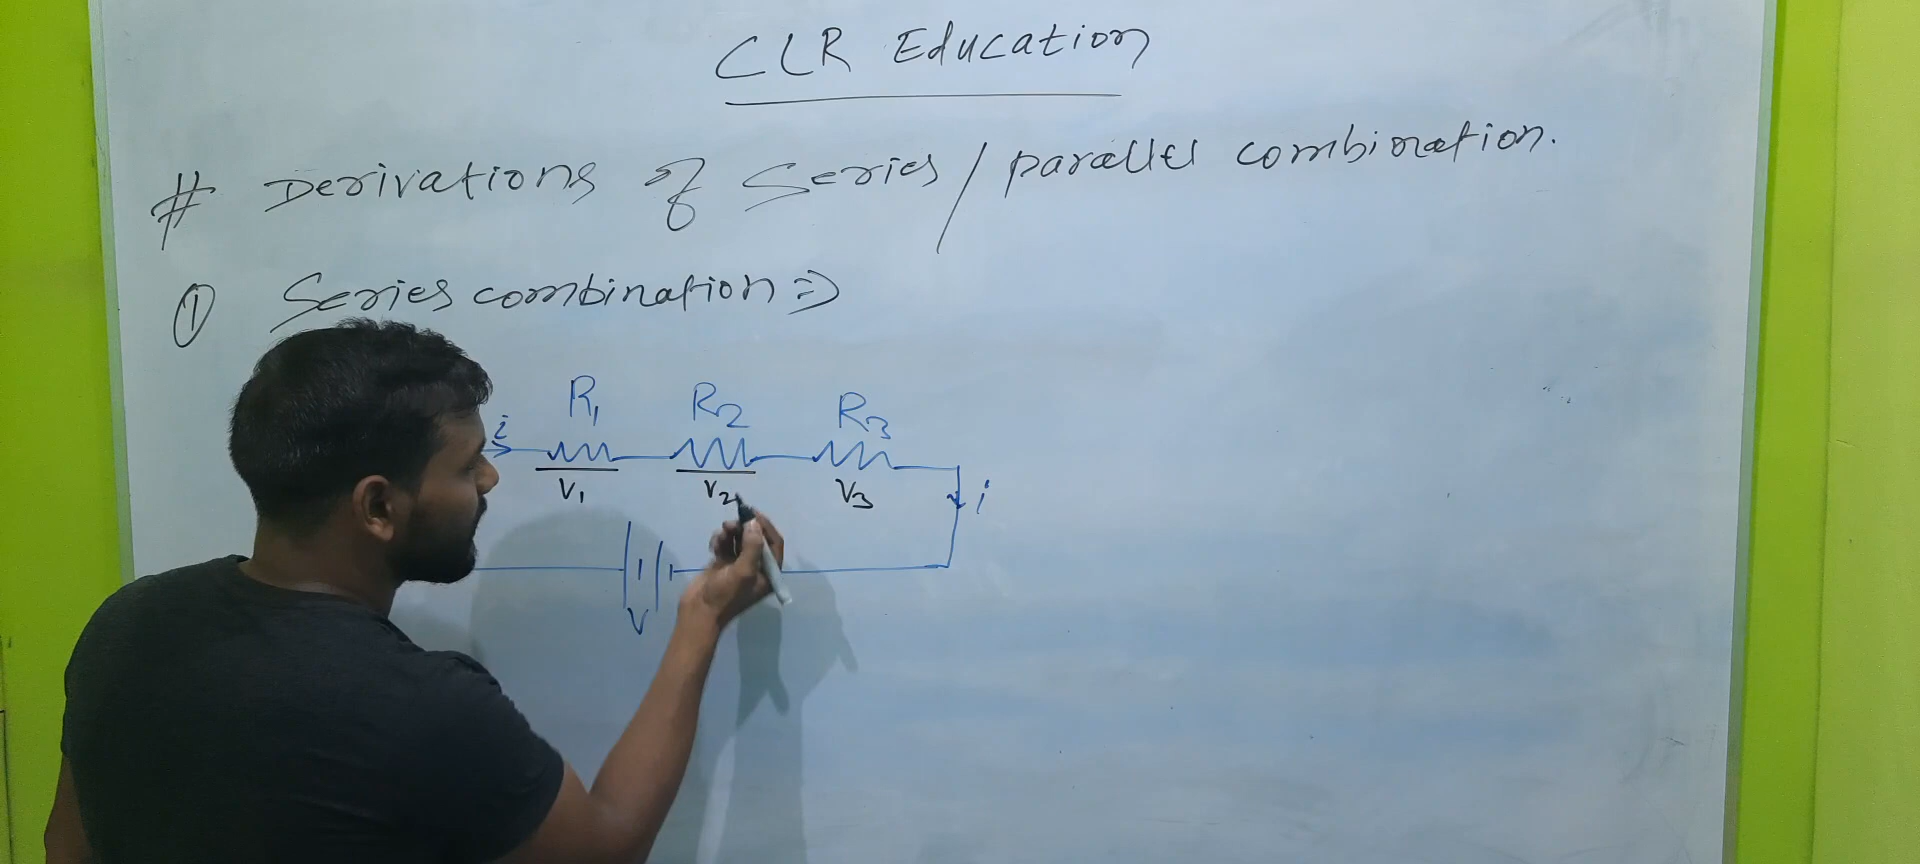 CLR Education
# Derivations of Series / parallel combination.
① Series combination ⇒
R₁ R₂ R₃
i
V₁ V₂ V₃
i
V